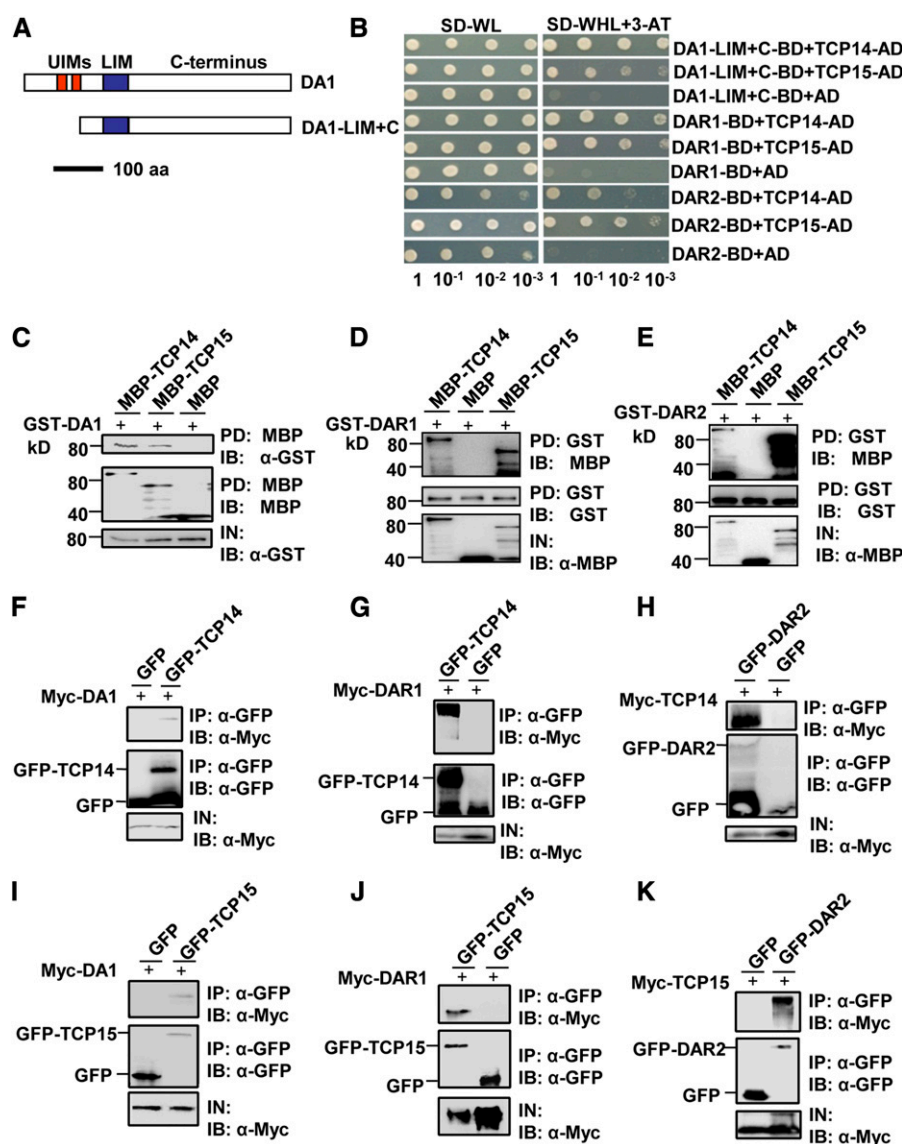 A
UIMs LIM C-terminus
DA1
DA1-LIM+C
100 aa
B
SD-WL SD-WHL+3-AT
DA1-LIM+C-BD+TCP14-AD
DA1-LIM+C-BD+TCP15-AD
DA1-LIM+C-BD+AD
DAR1-BD+TCP14-AD
DAR1-BD+TCP15-AD
DAR1-BD+AD
DAR2-BD+TCP14-AD
DAR2-BD+TCP15-AD
DAR2-BD+AD
1 10⁻¹ 10⁻² 10⁻³ 1 10⁻¹ 10⁻² 10⁻³
C
MBP-TCP14
MBP-TCP15
MBP
GST-DA1 + + +
kD
80
PD: MBP
IB: α-GST
80
40
PD: MBP
IB: MBP
80
IN:
IB: α-GST
D
MBP-TCP14
MBP
MBP-TCP15
GST-DAR1 + + +
kD
80
40
PD: GST
IB: MBP
80
PD: GST
IB: GST
80
40
IN:
IB: α-MBP
E
MBP-TCP14
MBP
MBP-TCP15
GST-DAR2 + + +
kD
80
40
PD: GST
IB: MBP
80
PD: GST
IB: GST
80
40
IN:
IB: α-MBP
F
GFP
GFP-TCP14
Myc-DA1 + +
IP: α-GFP
IB: α-Myc
GFP-TCP14
GFP
IP: α-GFP
IB: α-GFP
IN:
IB: α-Myc
G
GFP-TCP14
GFP
Myc-DAR1 + +
IP: α-GFP
IB: α-Myc
GFP-TCP14
GFP
IP: α-GFP
IB: α-GFP
IN:
IB: α-Myc
H
GFP-DAR2
GFP
Myc-TCP14 + +
IP: α-GFP
IB: α-Myc
GFP-DAR2
GFP
IP: α-GFP
IB: α-GFP
IN:
IB: α-Myc
I
GFP
GFP-TCP15
Myc-DA1 + +
IP: α-GFP
IB: α-Myc
GFP-TCP15
GFP
IP: α-GFP
IB: α-GFP
IN:
IB: α-Myc
J
GFP-TCP15
GFP
Myc-DAR1 + +
IP: α-GFP
IB: α-Myc
GFP-TCP15
GFP
IP: α-GFP
IB: α-GFP
IN:
IB: α-Myc
K
GFP
GFP-DAR2
Myc-TCP15 + +
IP: α-GFP
IB: α-Myc
GFP-DAR2
GFP
IP: α-GFP
IB: α-GFP
IN:
IB: α-Myc